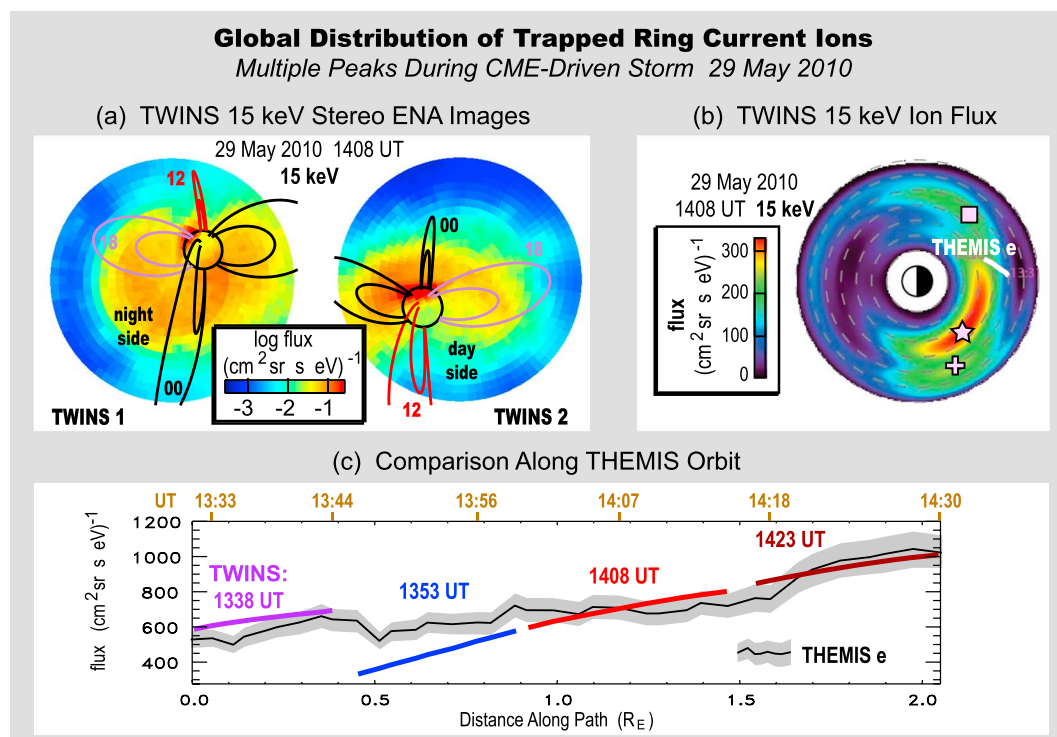 Global Distribution of Trapped Ring Current Ions
Multiple Peaks During CME-Driven Storm 29 May 2010
(a) TWINS 15 keV Stereo ENA Images
29 May 2010 1408 UT
15 keV
12
18
night
side
00
TWINS 1
log flux
(cm2 sr s eV)-1
-3 -2 -1
00
18
day
side
12
TWINS 2
(b) TWINS 15 keV Ion Flux
29 May 2010
1408 UT 15 keV
flux
(cm2 sr s eV)-1
300
200
100
0
THEMIS e
(c) Comparison Along THEMIS Orbit
UT 13:33 13:44 13:56 14:07 14:18 14:30
flux (cm2 sr s eV)-1
1200
1000
800
600
400
TWINS:
1338 UT
1353 UT
1408 UT
1423 UT
THEMIS e
0.0 0.5 1.0 1.5 2.0
Distance Along Path (RE)